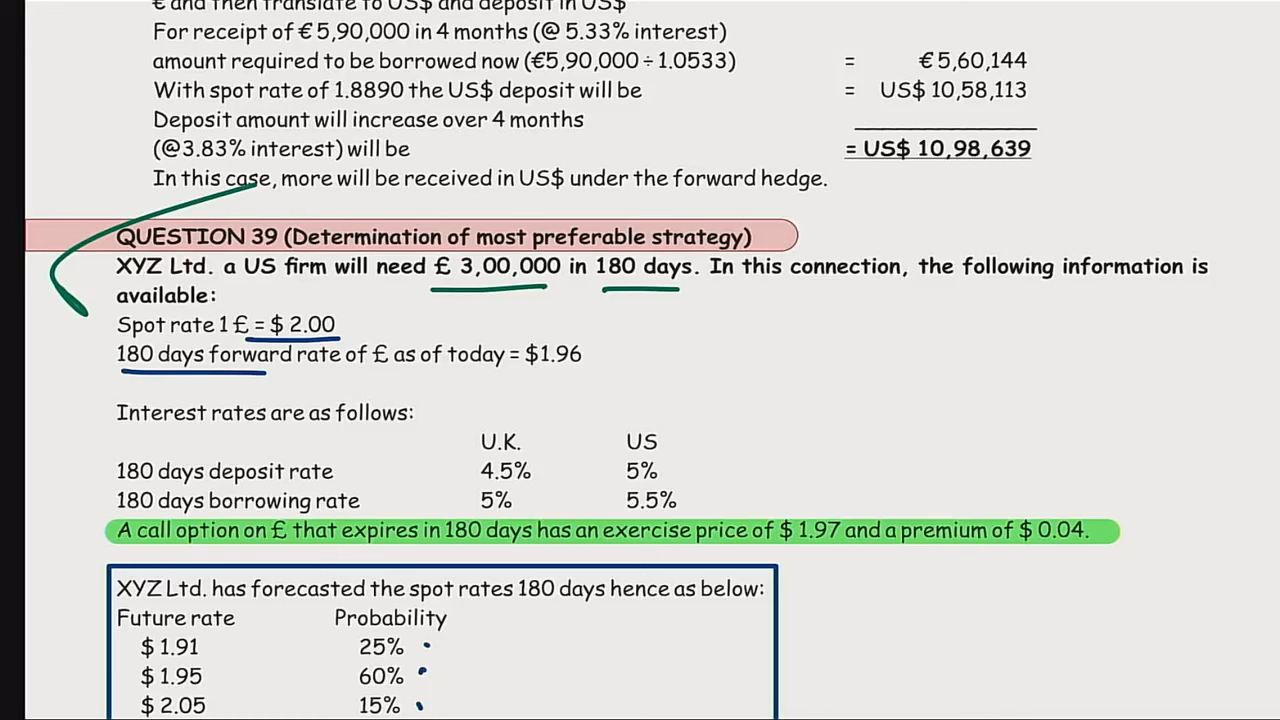 € and then translate to US$ and deposit in US$
For receipt of € 5,90,000 in 4 months (@ 5.33% interest)
amount required to be borrowed now (€5,90,000 ÷ 1.0533) = € 5,60,144
With spot rate of 1.8890 the US$ deposit will be = US$ 10,58,113
Deposit amount will increase over 4 months
(@3.83% interest) will be = US$ 10,98,639
In this case, more will be received in US$ under the forward hedge.
QUESTION 39 (Determination of most preferable strategy)
XYZ Ltd. a US firm will need £ 3,00,000 in 180 days. In this connection, the following information is
available:
Spot rate 1 £ = $ 2.00
180 days forward rate of £ as of today = $1.96
Interest rates are as follows:
U.K. US
180 days deposit rate 4.5% 5%
180 days borrowing rate 5% 5.5%
A call option on £ that expires in 180 days has an exercise price of $ 1.97 and a premium of $ 0.04.
XYZ Ltd. has forecasted the spot rates 180 days hence as below:
Future rate Probability
$ 1.91 25%
$ 1.95 60%
$ 2.05 15%